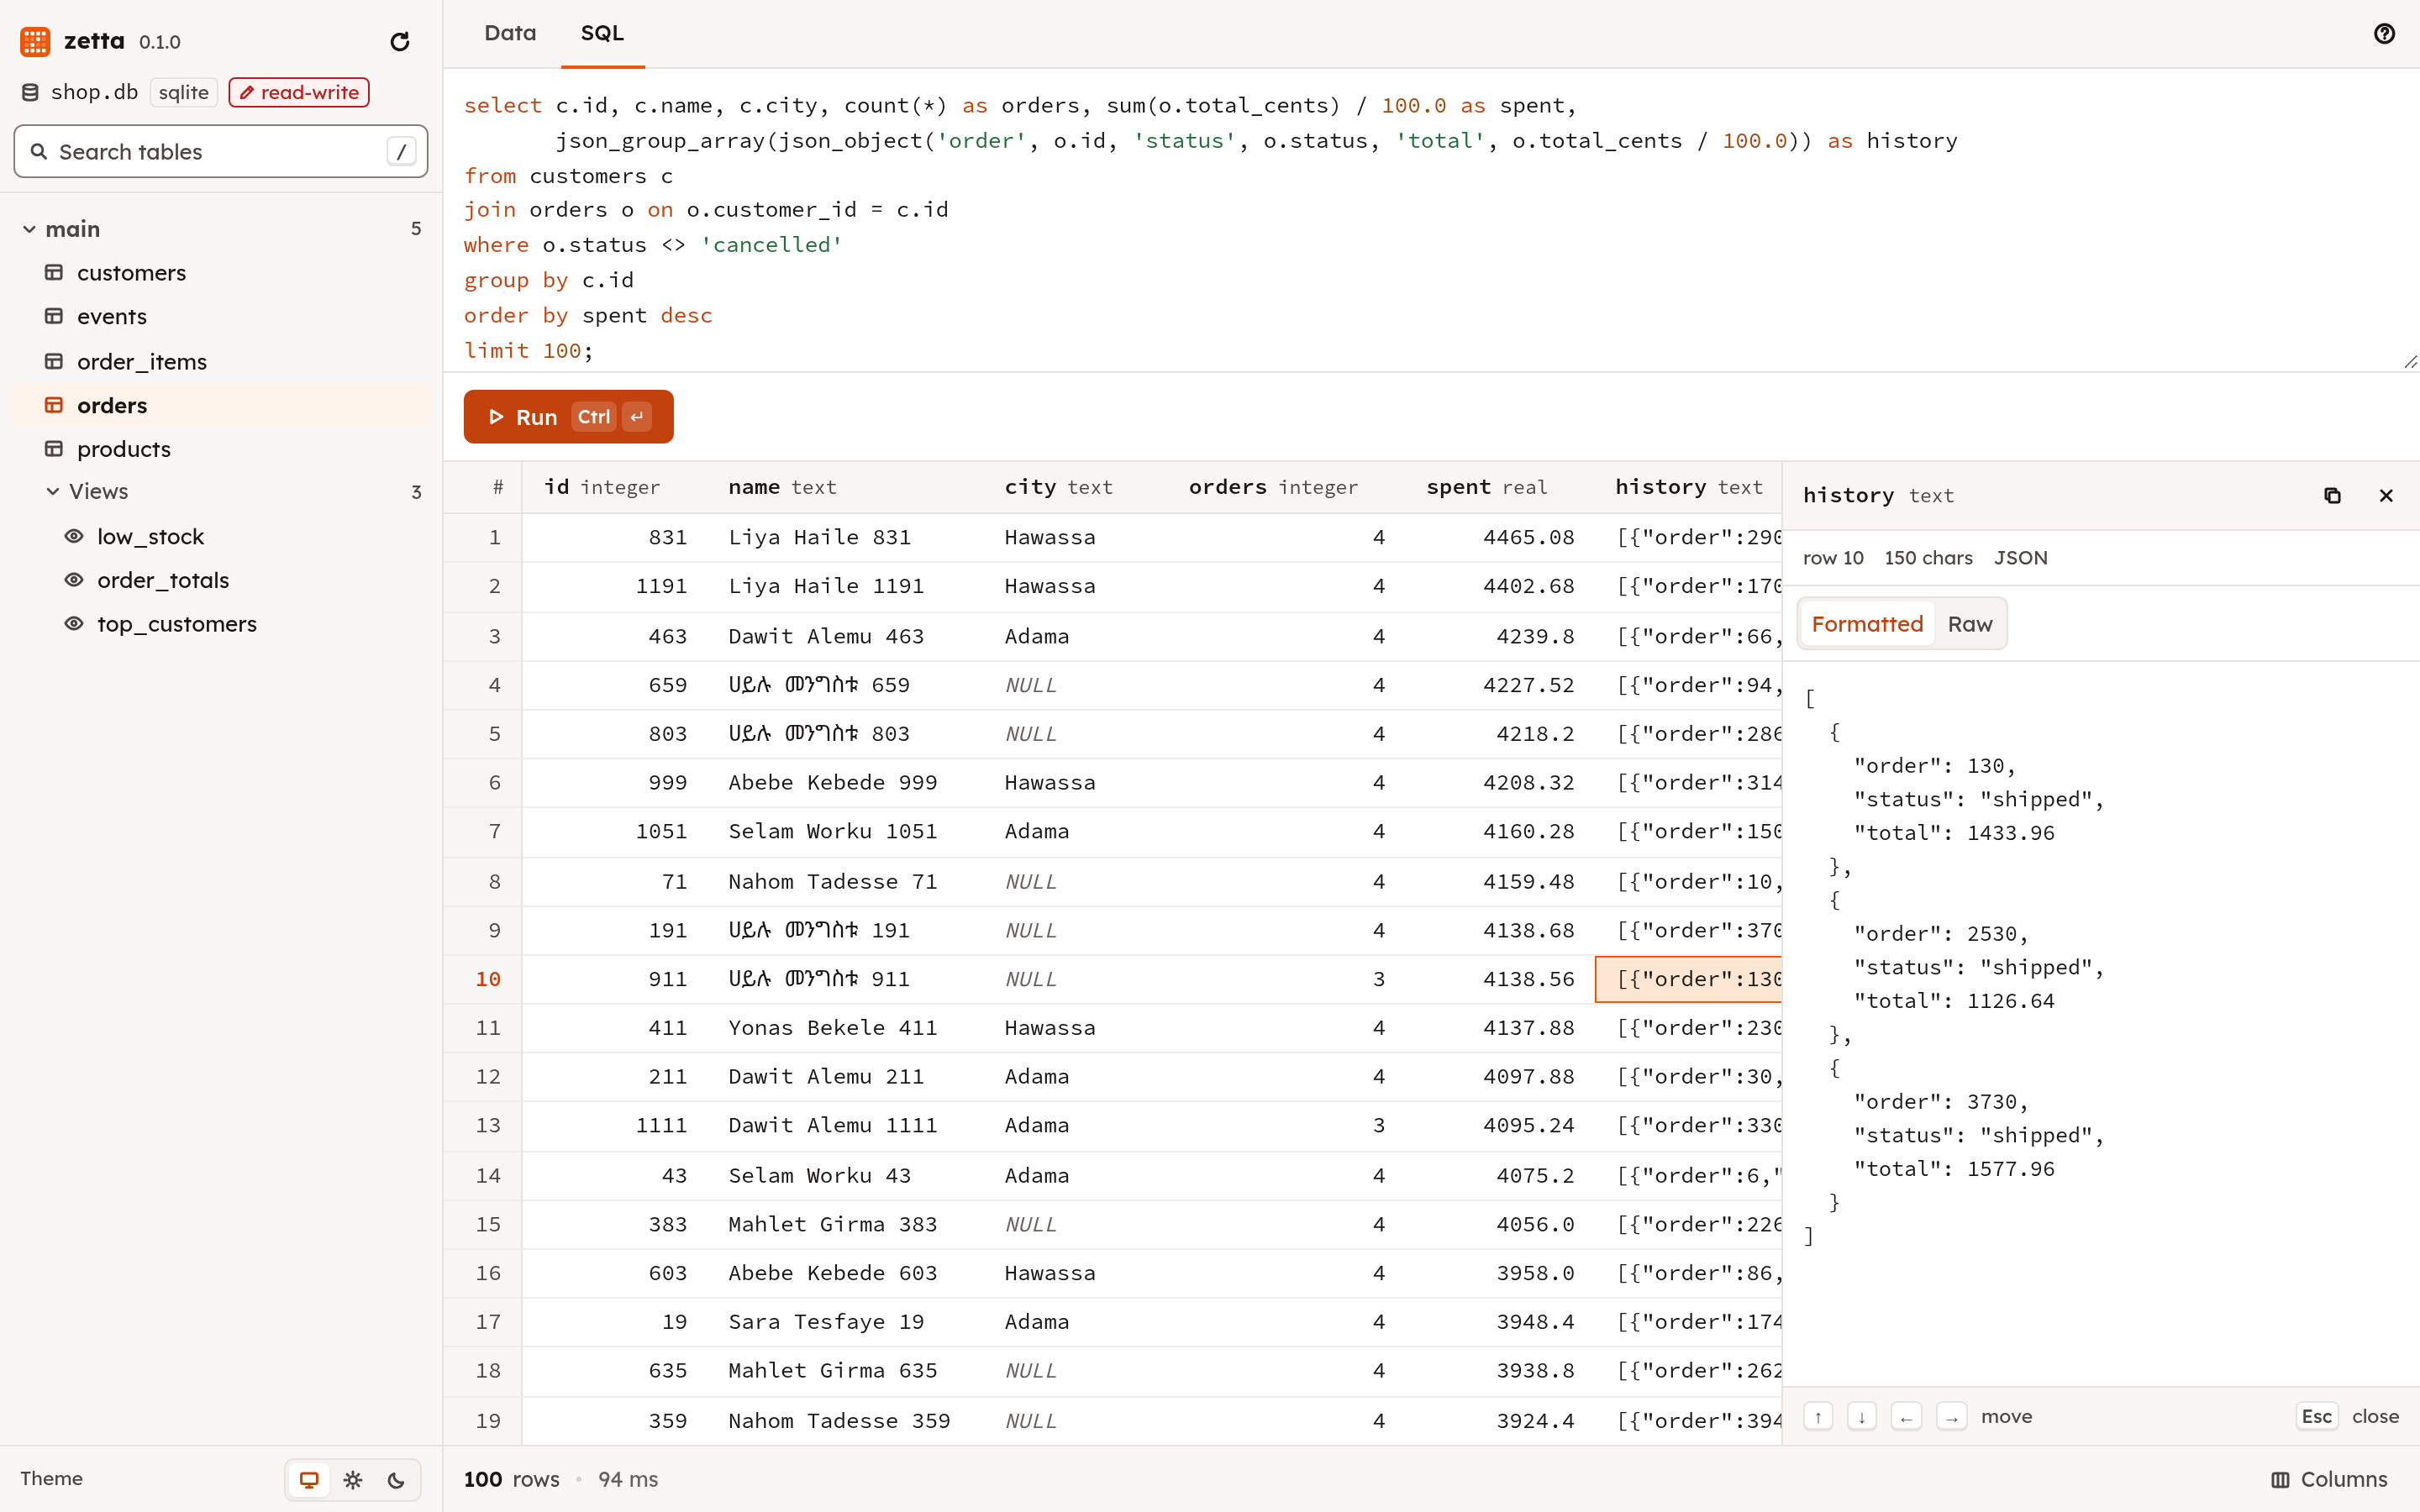 zetta 0.1.0
shop.db sqlite read-write
Search tables /
main 5
customers
events
order_items
orders
products
Views 3
low_stock
order_totals
top_customers
Theme
Data SQL
select c.id, c.name, c.city, count(*) as orders, sum(o.total_cents) / 100.0 as spent,
json_group_array(json_object('order', o.id, 'status', o.status, 'total', o.total_cents / 100.0)) as history
from customers c
join orders o on o.customer_id = c.id
where o.status <> 'cancelled'
group by c.id
order by spent desc
limit 100;
Run Ctrl ↵
# id integer name text city text orders integer spent real history text
1 831 Liya Haile 831 Hawassa 4 4465.08 [{"order":290
2 1191 Liya Haile 1191 Hawassa 4 4402.68 [{"order":170
3 463 Dawit Alemu 463 Adama 4 4239.8 [{"order":66,
4 659 ሀይሉ መንግስቱ 659 NULL 4 4227.52 [{"order":94,
5 803 ሀይሉ መንግስቱ 803 NULL 4 4218.2 [{"order":286
6 999 Abebe Kebede 999 Hawassa 4 4208.32 [{"order":314
7 1051 Selam Worku 1051 Adama 4 4160.28 [{"order":150
8 71 Nahom Tadesse 71 NULL 4 4159.48 [{"order":10,
9 191 ሀይሉ መንግስቱ 191 NULL 4 4138.68 [{"order":370
10 911 ሀይሉ መንግስቱ 911 NULL 3 4138.56 [{"order":130
11 411 Yonas Bekele 411 Hawassa 4 4137.88 [{"order":230
12 211 Dawit Alemu 211 Adama 4 4097.88 [{"order":30,
13 1111 Dawit Alemu 1111 Adama 3 4095.24 [{"order":330
14 43 Selam Worku 43 Adama 4 4075.2 [{"order":6,"
15 383 Mahlet Girma 383 NULL 4 4056.0 [{"order":226
16 603 Abebe Kebede 603 Hawassa 4 3958.0 [{"order":86,
17 19 Sara Tesfaye 19 Adama 4 3948.4 [{"order":174
18 635 Mahlet Girma 635 NULL 4 3938.8 [{"order":262
19 359 Nahom Tadesse 359 NULL 4 3924.4 [{"order":394
history text
row 10 150 chars JSON
Formatted Raw
[
{
"order": 130,
"status": "shipped",
"total": 1433.96
},
{
"order": 2530,
"status": "shipped",
"total": 1126.64
},
{
"order": 3730,
"status": "shipped",
"total": 1577.96
}
]
↑ ↓ ← → move Esc close
100 rows • 94 ms Columns